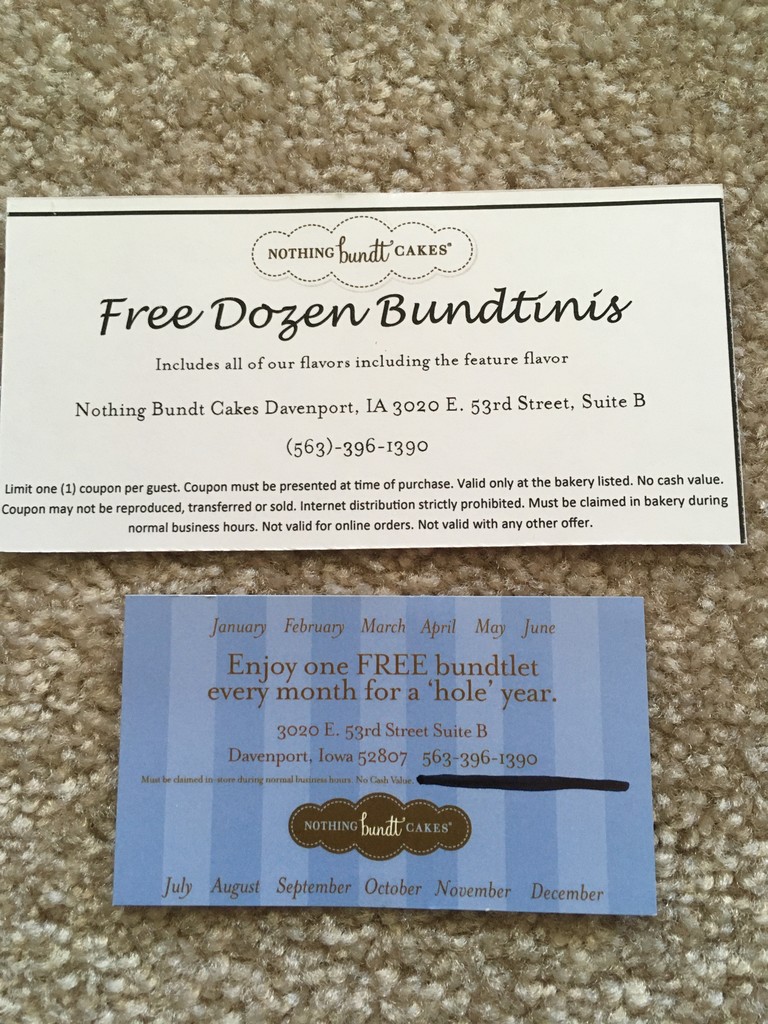 NOTHING bundt CAKES®
Free Dozen Bundtinis
Includes all of our flavors including the feature flavor
Nothing Bundt Cakes Davenport, IA 3020 E. 53rd Street, Suite B
(563)-396-1390
Limit one (1) coupon per guest. Coupon must be presented at time of purchase. Valid only at the bakery listed. No cash value.
Coupon may not be reproduced, transferred or sold. Internet distribution strictly prohibited. Must be claimed in bakery during
normal business hours. Not valid for online orders. Not valid with any other offer.
January February March April May June
Enjoy one FREE bundtlet
every month for a 'hole' year.
3020 E. 53rd Street Suite B
Davenport, Iowa 52807 563-396-1390
Must be claimed in-store during normal business hours. No Cash Value.
NOTHING bundt CAKES®
July August September October November December